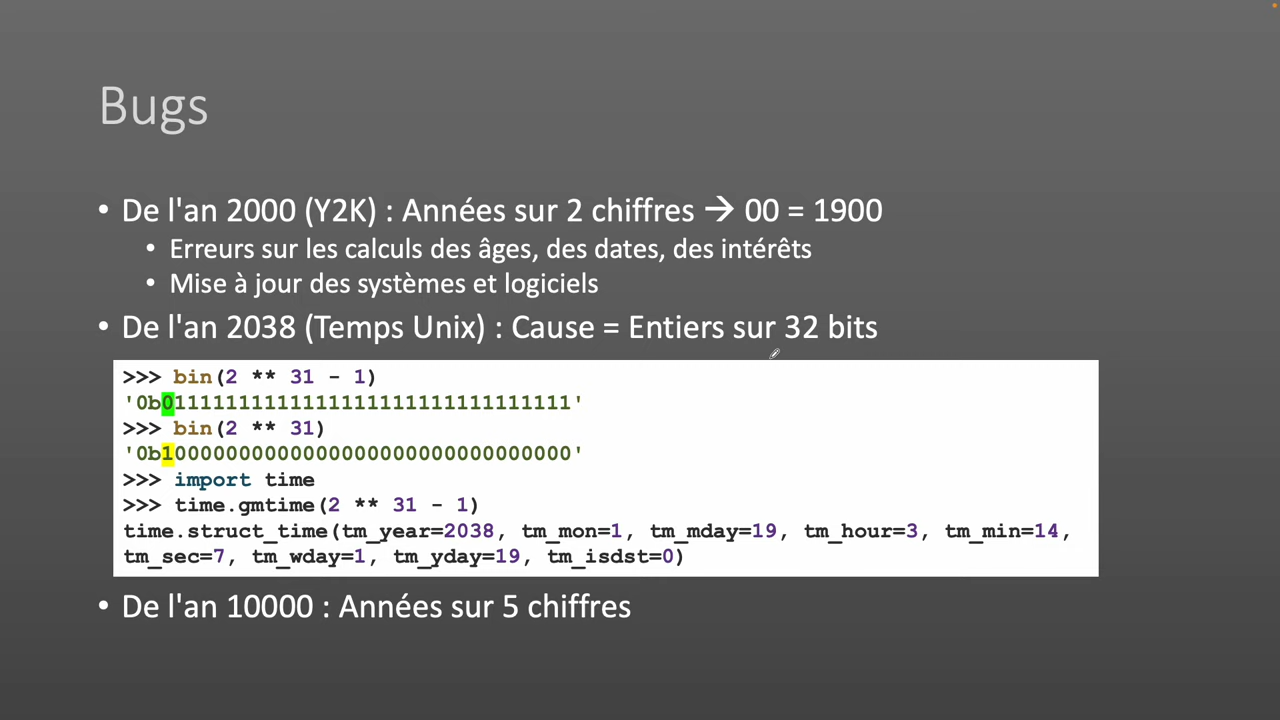 Bugs
• De l'an 2000 (Y2K) : Années sur 2 chiffres → 00 = 1900
• Erreurs sur les calculs des âges, des dates, des intérêts
• Mise à jour des systèmes et logiciels
• De l'an 2038 (Temps Unix) : Cause = Entiers sur 32 bits
>>> bin(2 ** 31 - 1)
'0b01111111111111111111111111111111'
>>> bin(2 ** 31)
'0b10000000000000000000000000000000'
>>> import time
>>> time.gmtime(2 ** 31 - 1)
time.struct_time(tm_year=2038, tm_mon=1, tm_mday=19, tm_hour=3, tm_min=14,
tm_sec=7, tm_wday=1, tm_yday=19, tm_isdst=0)
• De l'an 10000 : Années sur 5 chiffres